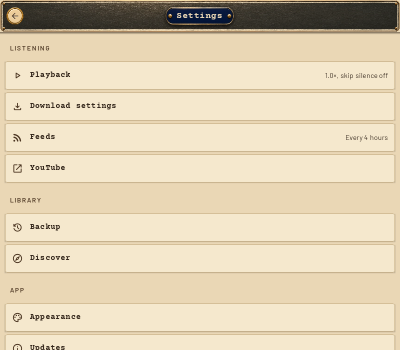 Settings
LISTENING
Playback 1.0×, skip silence off
Download settings
Feeds Every 4 hours
YouTube
LIBRARY
Backup
Discover
APP
Appearance
Updates